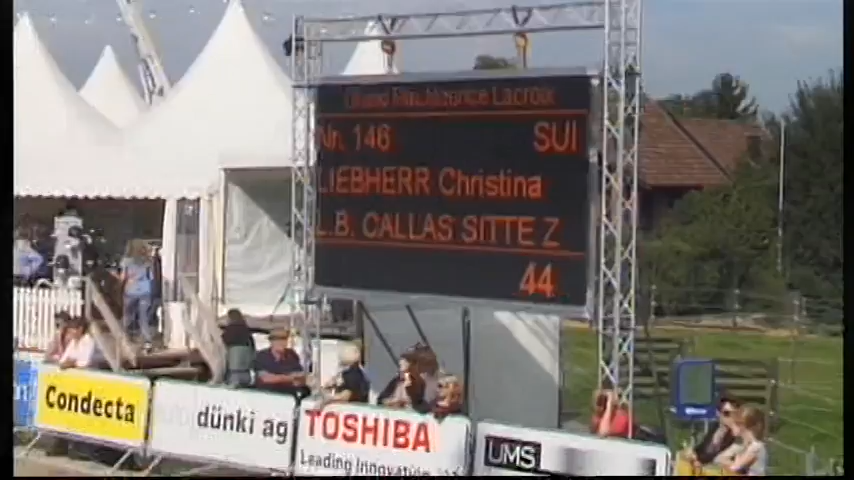 Nr. 146 SUI
LIEBHERR Christina
L.B. CALLAS SITTE Z
44
Condecta
dünki ag
TOSHIBA
Leading Innovation
UMS